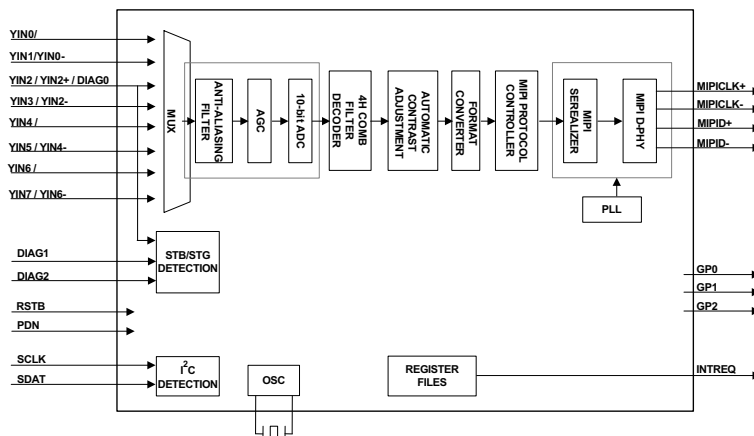 YIN0/
YIN1/YIN0-
YIN2 / YIN2+ / DIAG0
YIN3 / YIN2-
YIN4 /
YIN5 / YIN4-
YIN6 /
YIN7 / YIN6-
MUX
ANTI-ALIASING
FILTER
AGC
10-bit ADC
4H COMB
FILTER
DECODER
AUTOMATIC
CONTRAST
ADJUSTMENT
FORMAT
CONVERTER
MIPI PROTOCOL
CONTROLLER
MIPI
SEREALIZER
MIPI D-PHY
MIPICLK+
MIPICLK-
MIPID+
MIPID-
PLL
DIAG1
DIAG2
STB/STG
DETECTION
GP0
GP1
GP2
RSTB
PDN
SCLK
SDAT
I²C
DETECTION
OSC
REGISTER
FILES
INTREQ